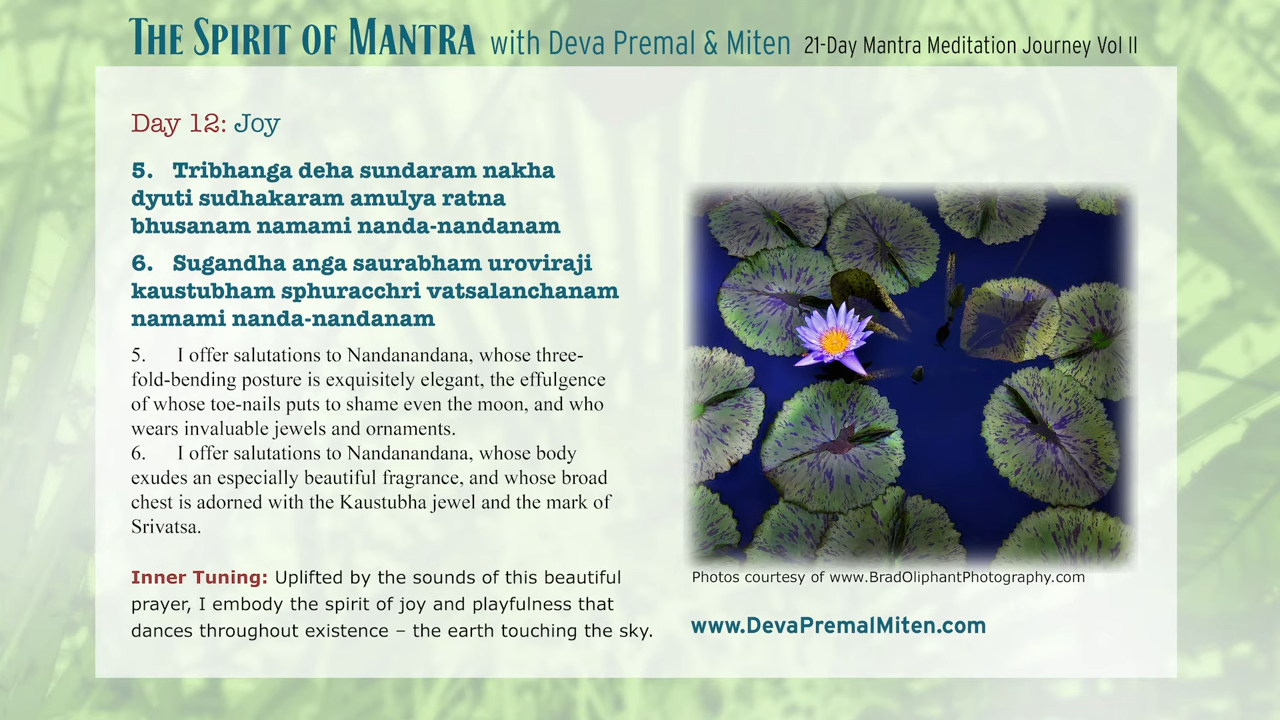 The Spirit of Mantra with Deva Premal & Miten 21-Day Mantra Meditation Journey Vol II
Day 12: Joy
5. Tribhanga deha sundaram nakha
dyuti sudhakaram amulya ratna
bhusanam namami nanda-nandanam
6. Sugandha anga saurabham uroviraji
kaustubham sphuracchri vatsalanchanam
namami nanda-nandanam
5. I offer salutations to Nandanandana, whose three-
fold-bending posture is exquisitely elegant, the effulgence
of whose toe-nails puts to shame even the moon, and who
wears invaluable jewels and ornaments.
6. I offer salutations to Nandanandana, whose body
exudes an especially beautiful fragrance, and whose broad
chest is adorned with the Kaustubha jewel and the mark of
Srivatsa.
Inner Tuning: Uplifted by the sounds of this beautiful
prayer, I embody the spirit of joy and playfulness that
dances throughout existence – the earth touching the sky.
Photos courtesy of www.BradOliphantPhotography.com
www.DevaPremalMiten.com